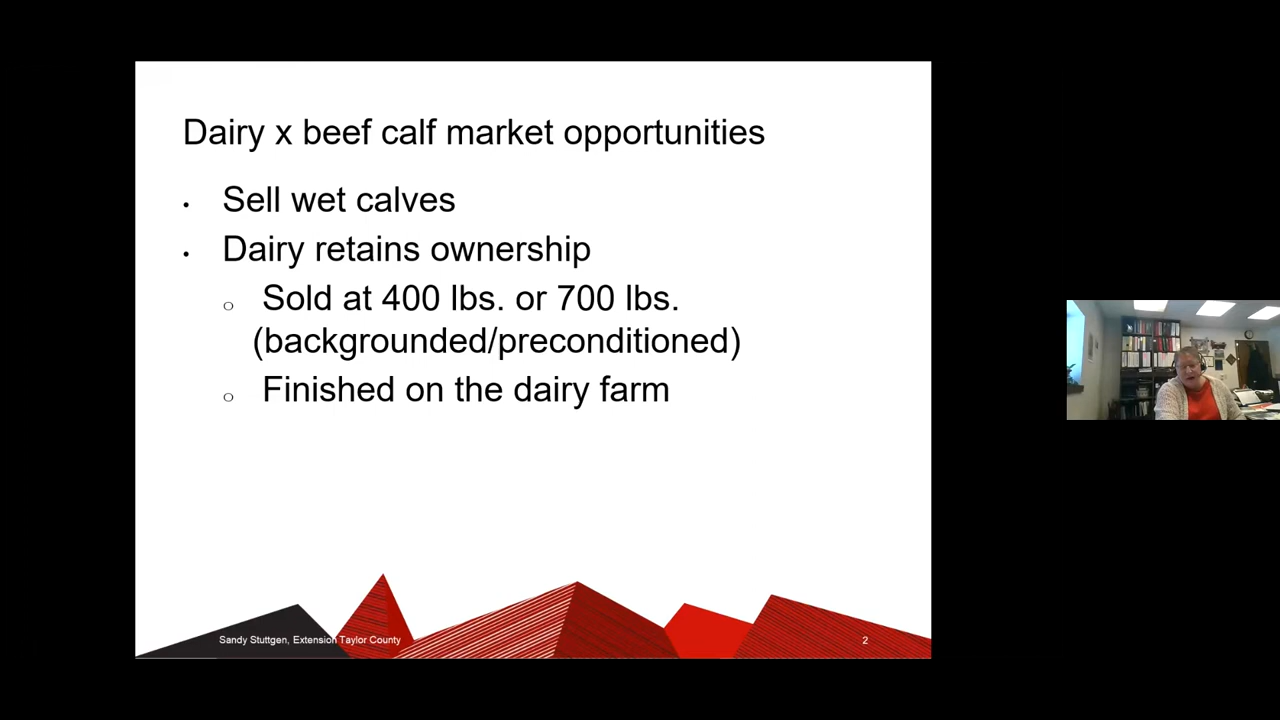 Dairy x beef calf market opportunities
• Sell wet calves
• Dairy retains ownership
o Sold at 400 lbs. or 700 lbs.
(backgrounded/preconditioned)
o Finished on the dairy farm
Sandy Stuttgen, Extension Taylor County
2